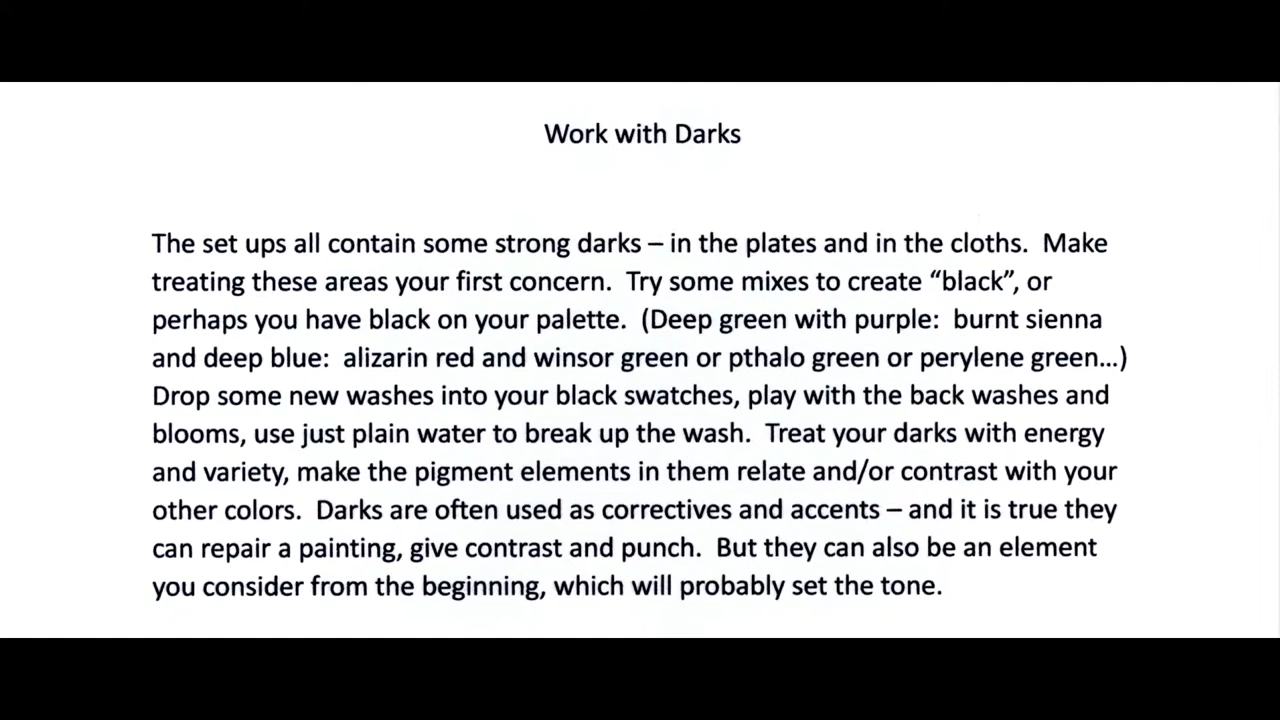 Work with Darks
The set ups all contain some strong darks – in the plates and in the cloths.  Make
treating these areas your first concern.  Try some mixes to create “black”, or
perhaps you have black on your palette.  (Deep green with purple:  burnt sienna
and deep blue:  alizarin red and winsor green or pthalo green or perylene green...)
Drop some new washes into your black swatches, play with the back washes and
blooms, use just plain water to break up the wash.  Treat your darks with energy
and variety, make the pigment elements in them relate and/or contrast with your
other colors.  Darks are often used as correctives and accents – and it is true they
can repair a painting, give contrast and punch.  But they can also be an element
you consider from the beginning, which will probably set the tone.